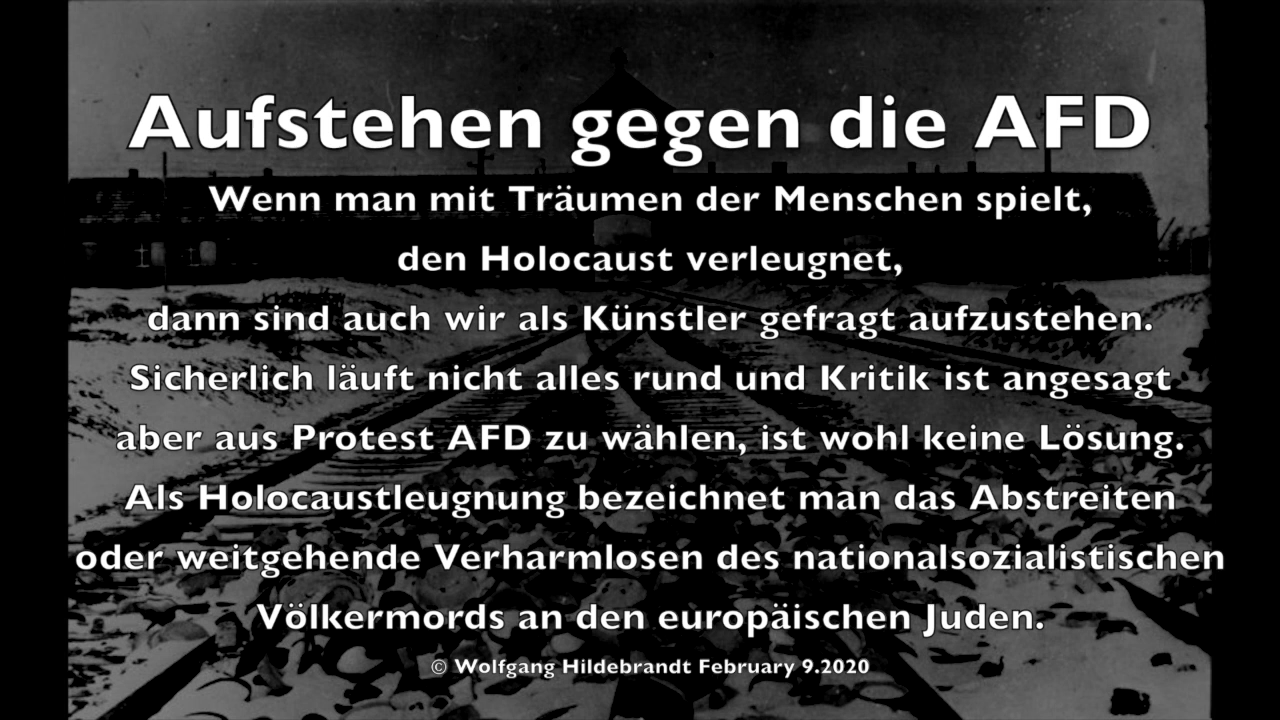 Aufstehen gegen die AFD
Wenn man mit Träumen der Menschen spielt,
den Holocaust verleugnet,
dann sind auch wir als Künstler gefragt aufzustehen.
Sicherlich läuft nicht alles rund und Kritik ist angesagt
aber aus Protest AFD zu wählen, ist wohl keine Lösung.
Als Holocaustleugnung bezeichnet man das Abstreiten
oder weitgehende Verharmlosen des nationalsozialistischen
Völkermords an den europäischen Juden.
© Wolfgang Hildebrandt February 9.2020